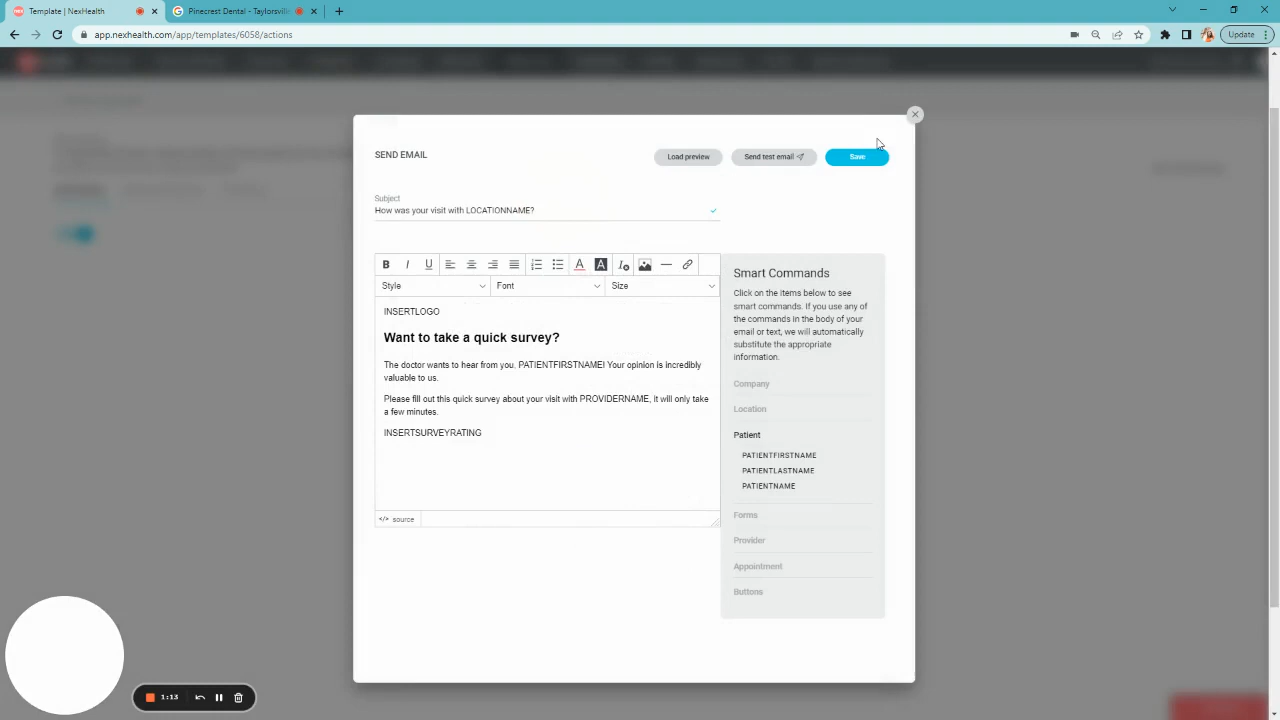 Template | NexHealth
Pinecrest Dental - Taylorsvill
app.nexhealth.com/app/templates/6058/actions
Update
SEND EMAIL
Load preview
Send test email
Save
Subject
How was your visit with LOCATIONNAME?
B I U
Style
Font
Size
INSERTLOGO
Want to take a quick survey?
The doctor wants to hear from you, PATIENTFIRSTNAME! Your opinion is incredibly
valuable to us.
Please fill out this quick survey about your visit with PROVIDERNAME, it will only take
a few minutes.
INSERTSURVEYRATING
</> source
Smart Commands
Click on the items below to see
smart commands. If you use any of
the commands in the body of your
email or text, we will automatically
substitute the appropriate
information.
Company
Location
Patient
PATIENTFIRSTNAME
PATIENTLASTNAME
PATIENTNAME
Forms
Provider
Appointment
Buttons
1:13